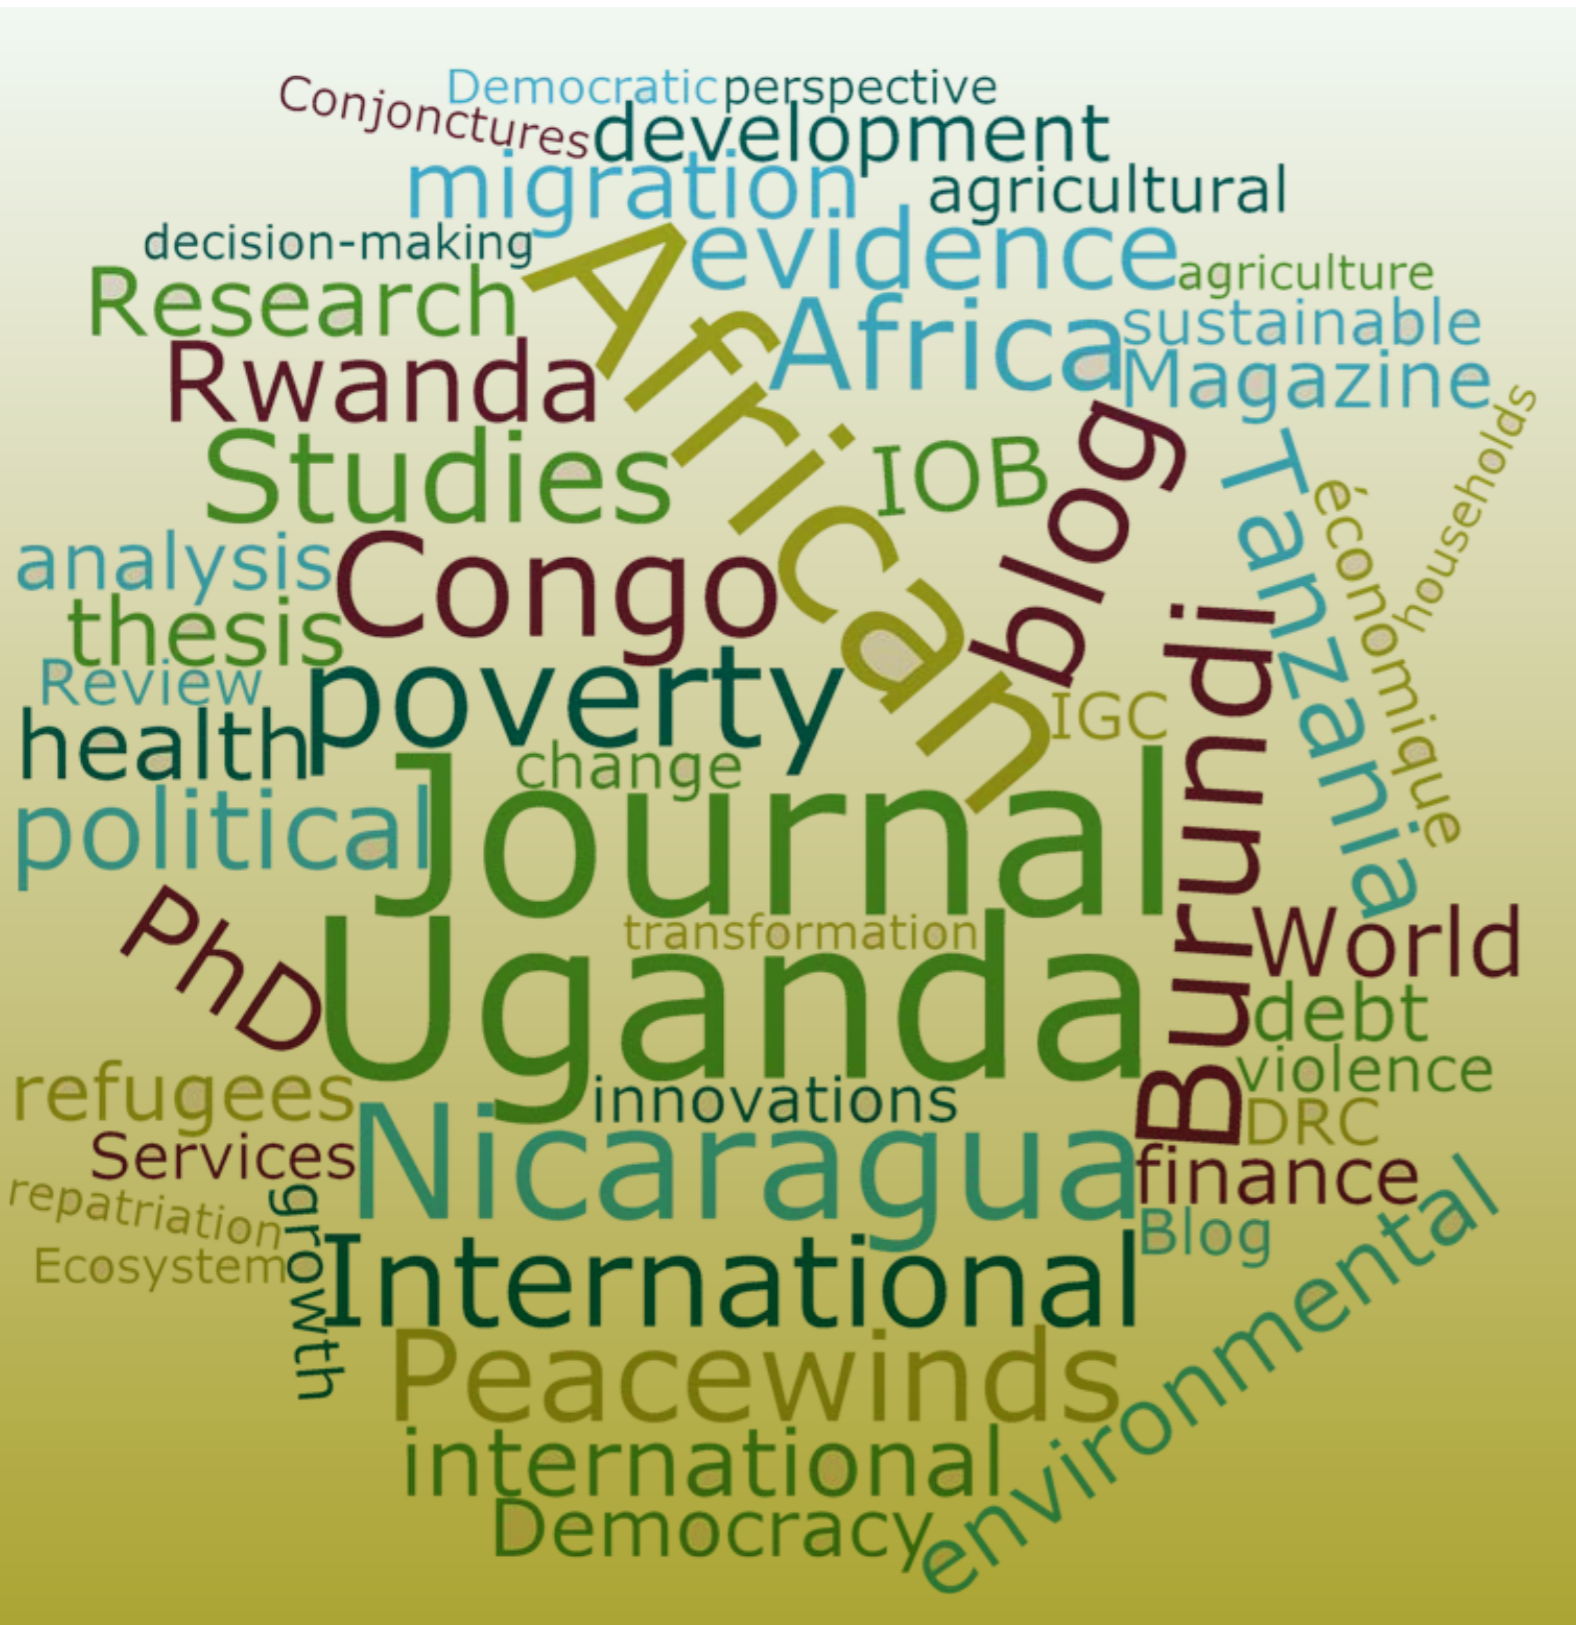 Democratic
perspective
Conjonctures
development
migration
agricultural
decision-making
evidence
African
agriculture
Research
Africa
sustainable
Rwanda
Magazine
households
Studies
IOB
blog
Tanzania
économique
analysis
Congo
thesis
Review
poverty
IGC
Burundi
health
change
Journal
political
PhD
transformation
World
Uganda
debt
violence
refugees
innovations
DRC
Services
Nicaragua
finance
repatriation
growth
Blog
Ecosystem
International
environmental
Peacewinds
international
Democracy